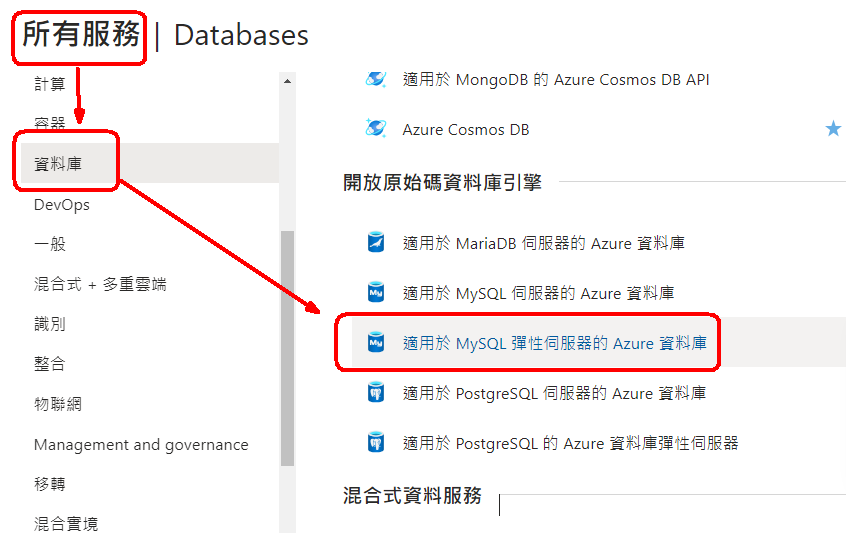 所有服務 | Databases
計算
容器
資料庫
DevOps
一般
混合式 + 多重雲端
識別
整合
物聯網
Management and governance
移轉
混合實境
適用於 MongoDB 的 Azure Cosmos DB API
Azure Cosmos DB
開放原始碼資料庫引擎
適用於 MariaDB 伺服器的 Azure 資料庫
適用於 MySQL 伺服器的 Azure 資料庫
適用於 MySQL 彈性伺服器的 Azure 資料庫
適用於 PostgreSQL 伺服器的 Azure 資料庫
適用於 PostgreSQL 的 Azure 資料庫彈性伺服器
混合式資料服務